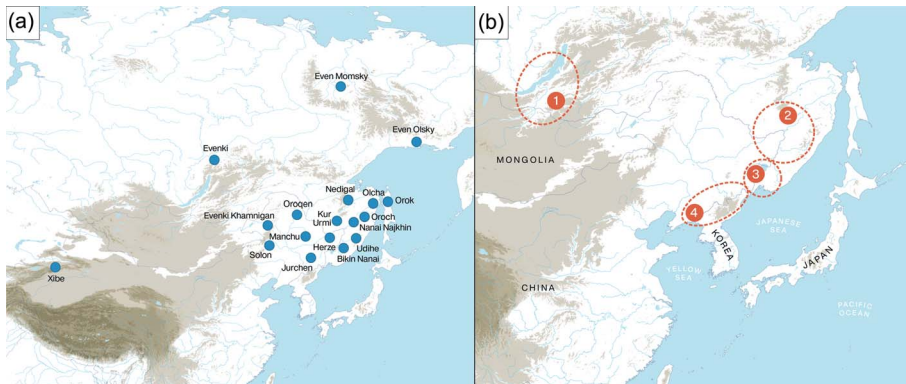 (a)
Even Momsky
Even Olsky
Evenki
Nedigal
Olcha
Orok
Oroqen
Kur
Urmi
Oroch
Evenki Khamnigan
Nanai Najkhin
Manchu
Solon
Herze
Udihe
Bikin Nanai
Jurchen
Xibe
(b)
1
2
MONGOLIA
3
4
KOREA
JAPANESE
SEA
JAPAN
YELLOW
SEA
CHINA
PACIFIC
OCEAN